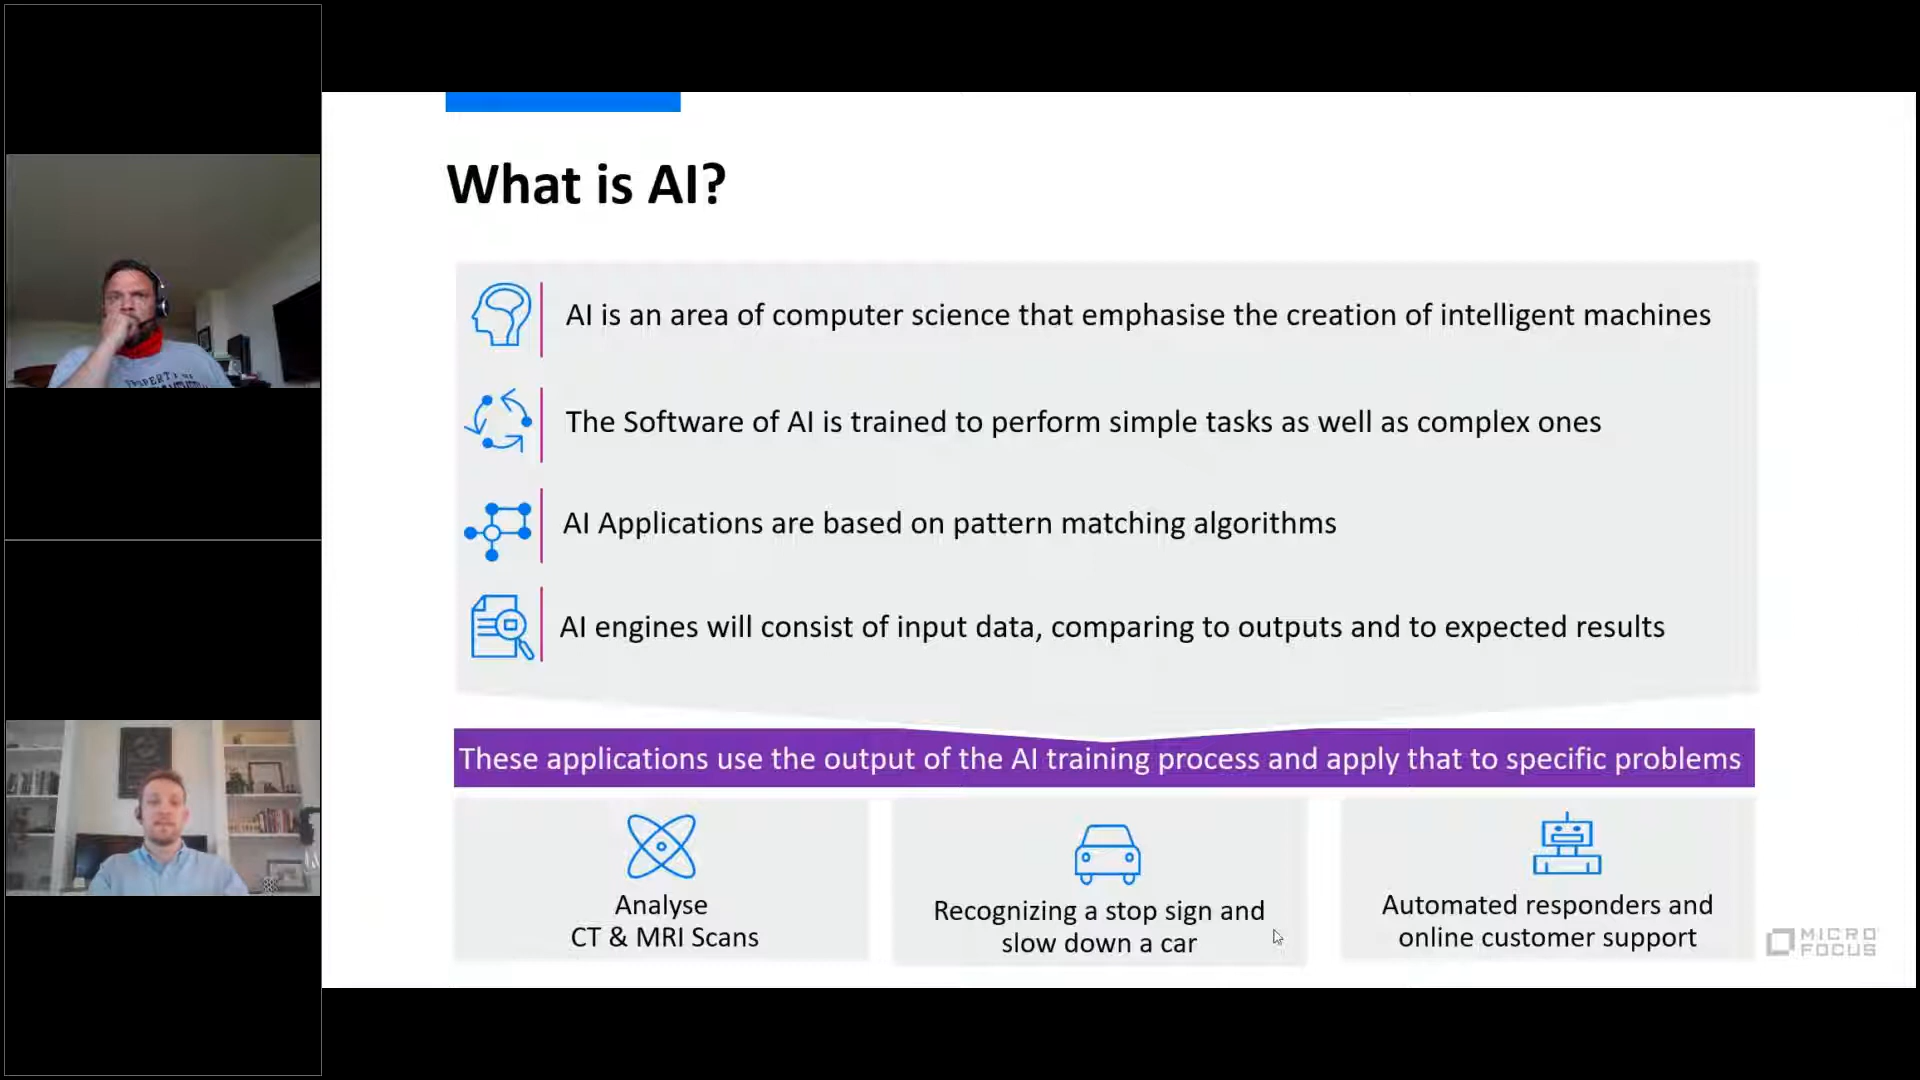 What is AI?
AI is an area of computer science that emphasise the creation of intelligent machines
The Software of AI is trained to perform simple tasks as well as complex ones
AI Applications are based on pattern matching algorithms
AI engines will consist of input data, comparing to outputs and to expected results
These applications use the output of the AI training process and apply that to specific problems
Analyse
CT & MRI Scans
Recognizing a stop sign and
slow down a car
Automated responders and
online customer support
MICRO
FOCUS
PROPERTY OF